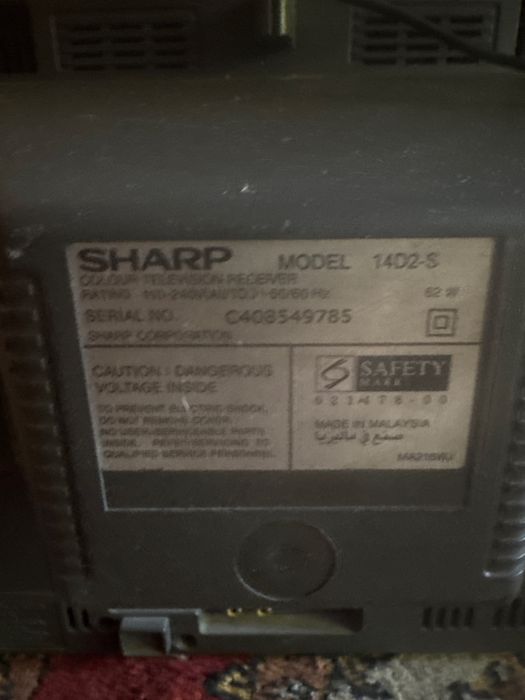 SHARP MODEL 14D2-S
COLOUR TELEVISION RECEIVER
RATING 110-240V(AUTO.)~50/60 Hz 62 W
SERIAL NO. C408549785
SHARP CORPORATION
CAUTION : DANGEROUS
VOLTAGE INSIDE
TO PREVENT ELECTRIC SHOCK,
DO NOT REMOVE COVER.
NO USER-SERVICEABLE PARTS
INSIDE. REFER SERVICING TO
QUALIFIED SERVICE PERSONNEL.
S SAFETY
MARK
MADE IN MALAYSIA
صنع في ماليزيا